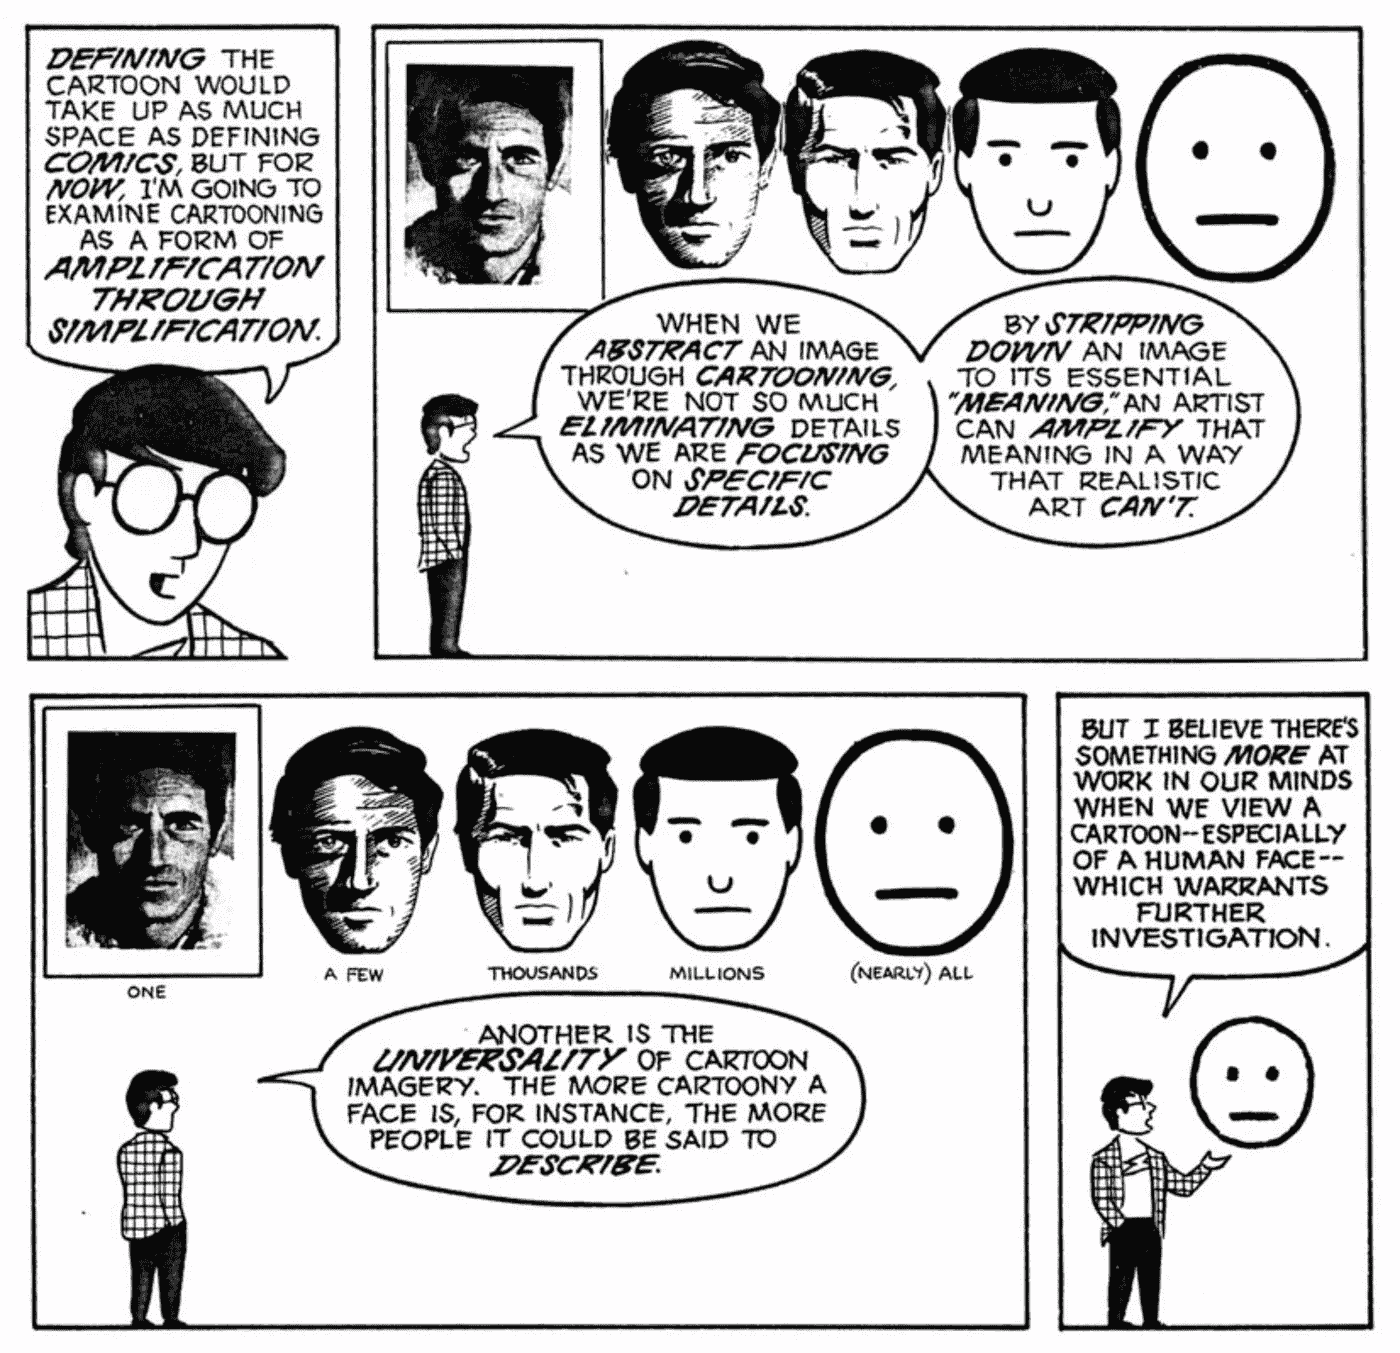 DEFINING THE
CARTOON WOULD
TAKE UP AS MUCH
SPACE AS DEFINING
COMICS, BUT FOR
NOW, I'M GOING TO
EXAMINE CARTOONING
AS A FORM OF
AMPLIFICATION
THROUGH
SIMPLIFICATION.
WHEN WE
ABSTRACT AN IMAGE
THROUGH CARTOONING,
WE'RE NOT SO MUCH
ELIMINATING DETAILS
AS WE ARE FOCUSING
ON SPECIFIC
DETAILS.
BY STRIPPING
DOWN AN IMAGE
TO ITS ESSENTIAL
"MEANING," AN ARTIST
CAN AMPLIFY THAT
MEANING IN A WAY
THAT REALISTIC
ART CAN'T.
ONE
A FEW
THOUSANDS
MILLIONS
(NEARLY) ALL
ANOTHER IS THE
UNIVERSALITY OF CARTOON
IMAGERY. THE MORE CARTOONY A
FACE IS, FOR INSTANCE, THE MORE
PEOPLE IT COULD BE SAID TO
DESCRIBE.
BUT I BELIEVE THERE'S
SOMETHING MORE AT
WORK IN OUR MINDS
WHEN WE VIEW A
CARTOON--ESPECIALLY
OF A HUMAN FACE--
WHICH WARRANTS
FURTHER
INVESTIGATION.